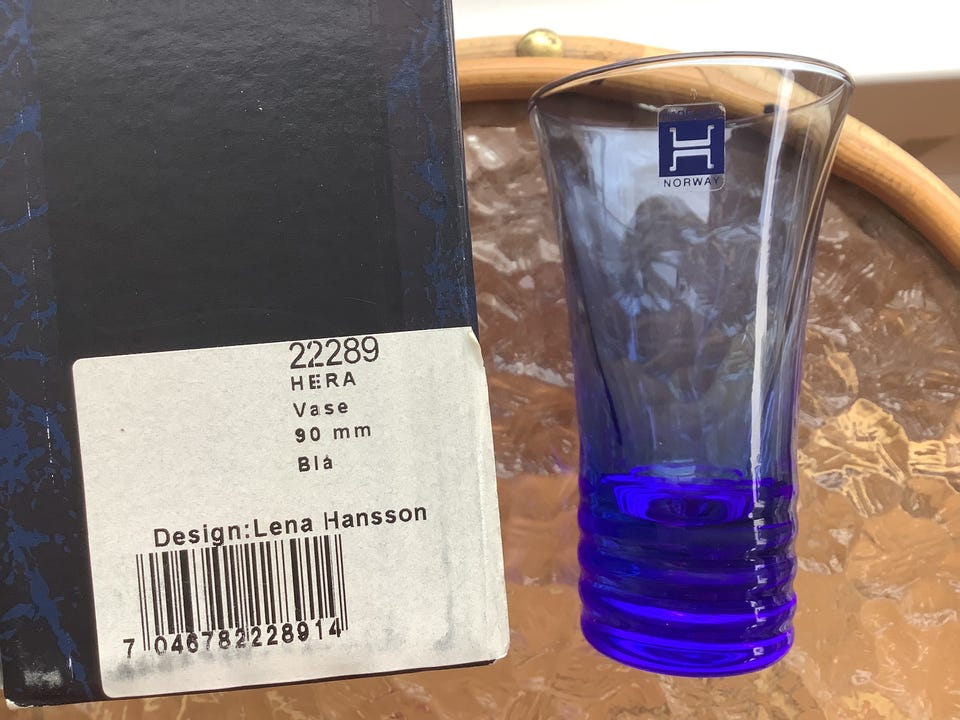 22289
HERA
Vase
90 mm
Blå
Design:Lena Hansson
7 046782 228914
H
NORWAY